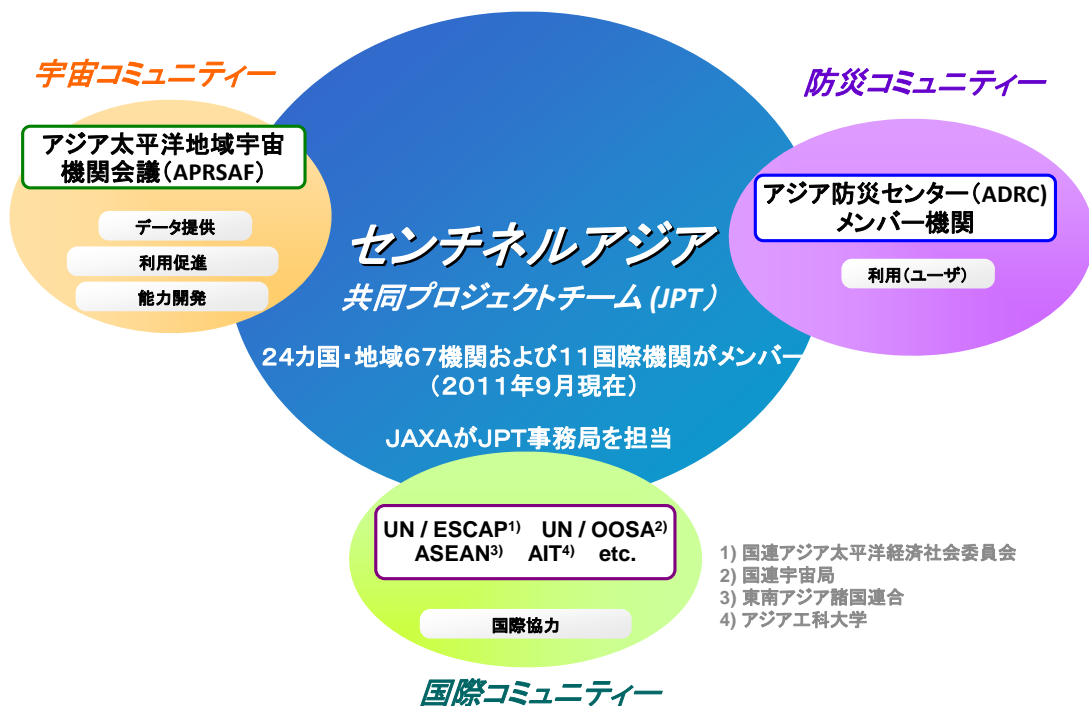 宇宙コミュニティー
アジア太平洋地域宇宙
機関会議（APRSAF）
データ提供
利用促進
能力開発
防災コミュニティー
アジア防災センター（ADRC)
メンバー機関
利用（ユーザ）
センチネルアジア
共同プロジェクトチーム (JPT）
24カ国・地域67機関および11国際機関がメンバー
（2011年9月現在）
JAXAがJPT事務局を担当
UN / ESCAP1) UN / OOSA2)
ASEAN3) AIT4) etc.
国際協力
国際コミュニティー
1) 国連アジア太平洋経済社会委員会
2) 国連宇宙局
3) 東南アジア諸国連合
4) アジア工科大学